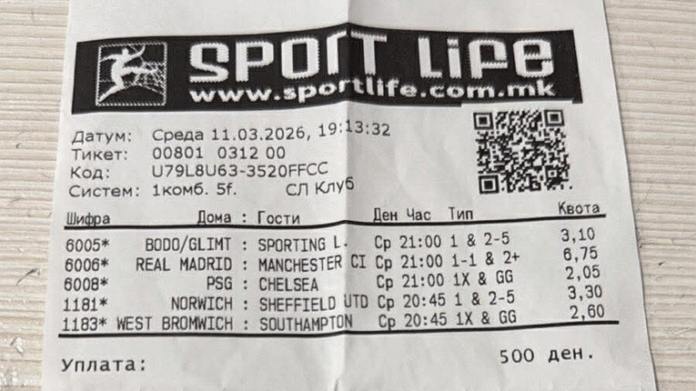 SPORT LiFe
www.sportlife.com.mk
Датум: Среда 11.03.2026, 19:13:32
Тикет: 00801 0312 00
Код: U79L8U63-3520FFCC
Систем: 1комб. 5f. СЛ Клуб
Шифра Дома : Гости Ден Час Тип Квота
6005* BODO/GLIMT : SPORTING L. Ср 21:00 1 & 2-5 3,10
6006* REAL MADRID : MANCHESTER CI Ср 21:00 1-1 & 2+ 6,75
6008* PSG : CHELSEA Ср 21:00 1X & GG 2,05
1181* NORWICH : SHEFFIELD UTD Ср 20:45 1 & 2-5 3,30
1183* WEST BROMWICH : SOUTHAMPTON Ср 20:45 1X & GG 2,60
Уплата: 500 ден.